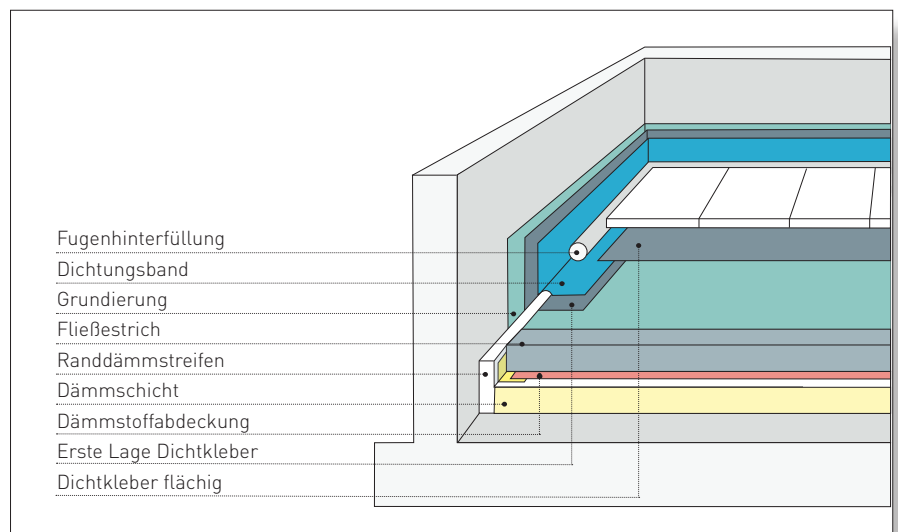 Fugenhinterfüllung
Dichtungsband
Grundierung
Fließestrich
Randdämmstreifen
Dämmschicht
Dämmstoffabdeckung
Erste Lage Dichtkleber
Dichtkleber flächig